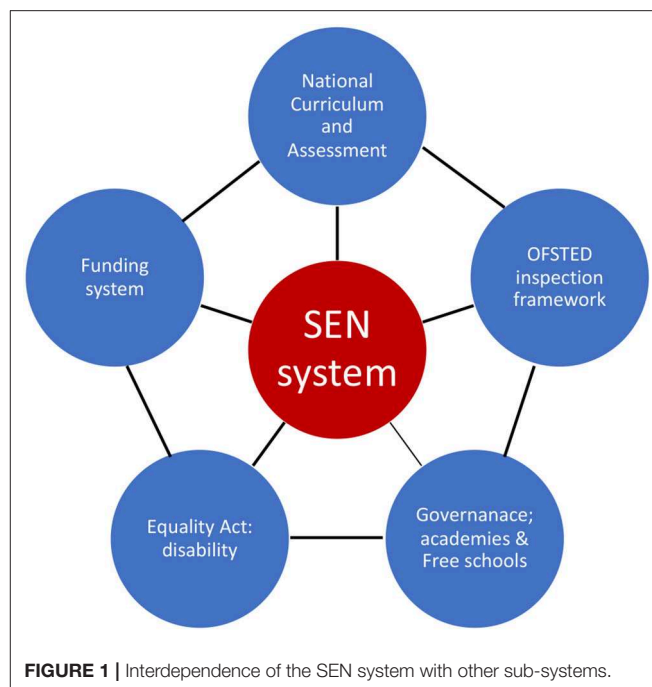 National
Curriculum
and
Assessment
Funding
system
OFSTED
inspection
framework
SEN
system
Equality Act:
disability
Governanace;
academies &
Free schools
FIGURE 1 | Interdependence of the SEN system with other sub-systems.